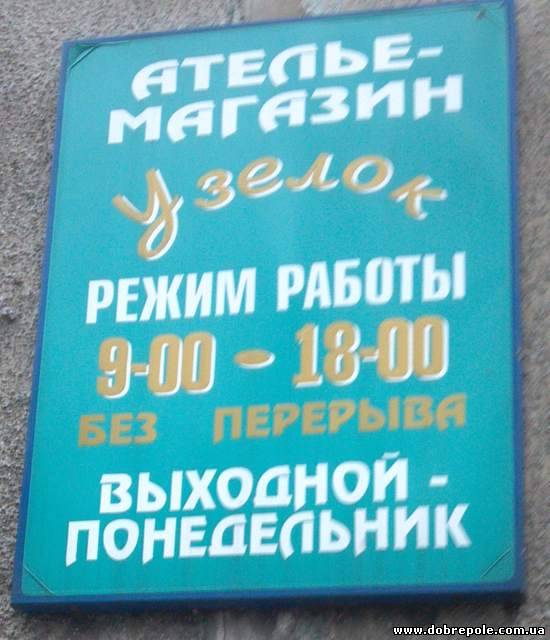 АТЕЛЬЕ-
МАГАЗИН
Узелок
РЕЖИМ РАБОТЫ
9-00 - 18-00
БЕЗ ПЕРЕРЫВА
ВЫХОДНОЙ -
ПОНЕДЕЛЬНИК
www.dobrepole.com.ua